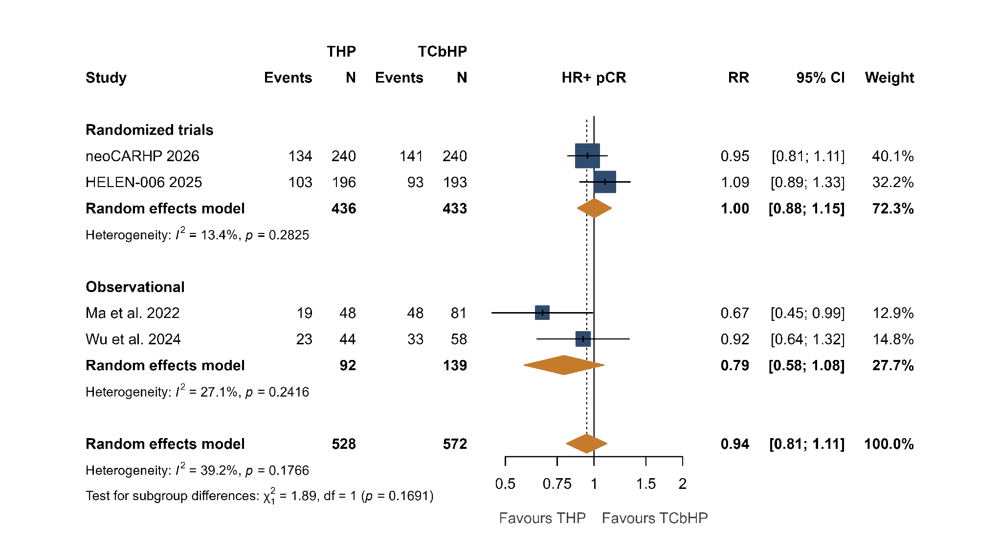 THP TCbHP
Study Events N Events N HR+ pCR RR 95% CI Weight
Randomized trials
neoCARHP 2026 134 240 141 240 0.95 [0.81; 1.11] 40.1%
HELEN-006 2025 103 196 93 193 1.09 [0.89; 1.33] 32.2%
Random effects model 436 433 1.00 [0.88; 1.15] 72.3%
Heterogeneity: I² = 13.4%, p = 0.2825
Observational
Ma et al. 2022 19 48 48 81 0.67 [0.45; 0.99] 12.9%
Wu et al. 2024 23 44 33 58 0.92 [0.64; 1.32] 14.8%
Random effects model 92 139 0.79 [0.58; 1.08] 27.7%
Heterogeneity: I² = 27.1%, p = 0.2416
Random effects model 528 572 0.94 [0.81; 1.11] 100.0%
Heterogeneity: I² = 39.2%, p = 0.1766
0.5 0.75 1 1.5 2
Test for subgroup differences: χ²₁ = 1.89, df = 1 (p = 0.1691)
Favours THP Favours TCbHP